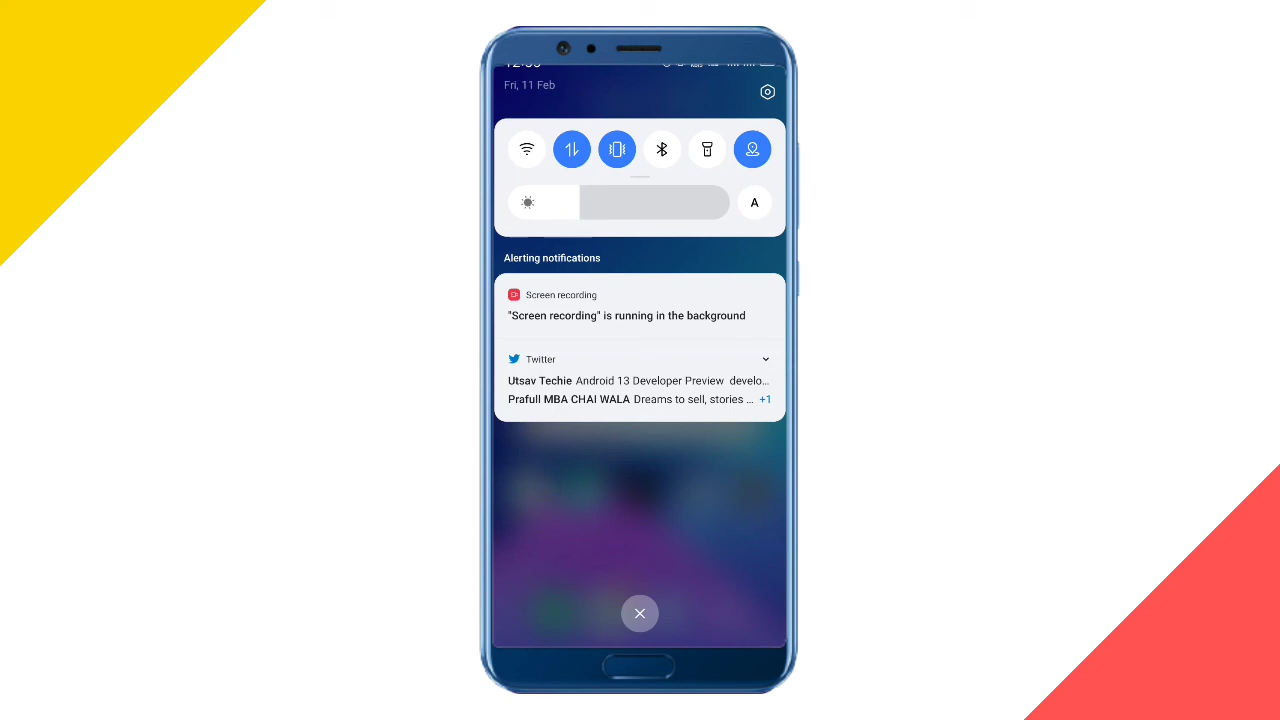 Fri, 11 Feb
A
Alerting notifications
Screen recording
"Screen recording" is running in the background
Twitter
Utsav Techie Android 13 Developer Preview develo...
Prafull MBA CHAI WALA Dreams to sell, stories ... +1